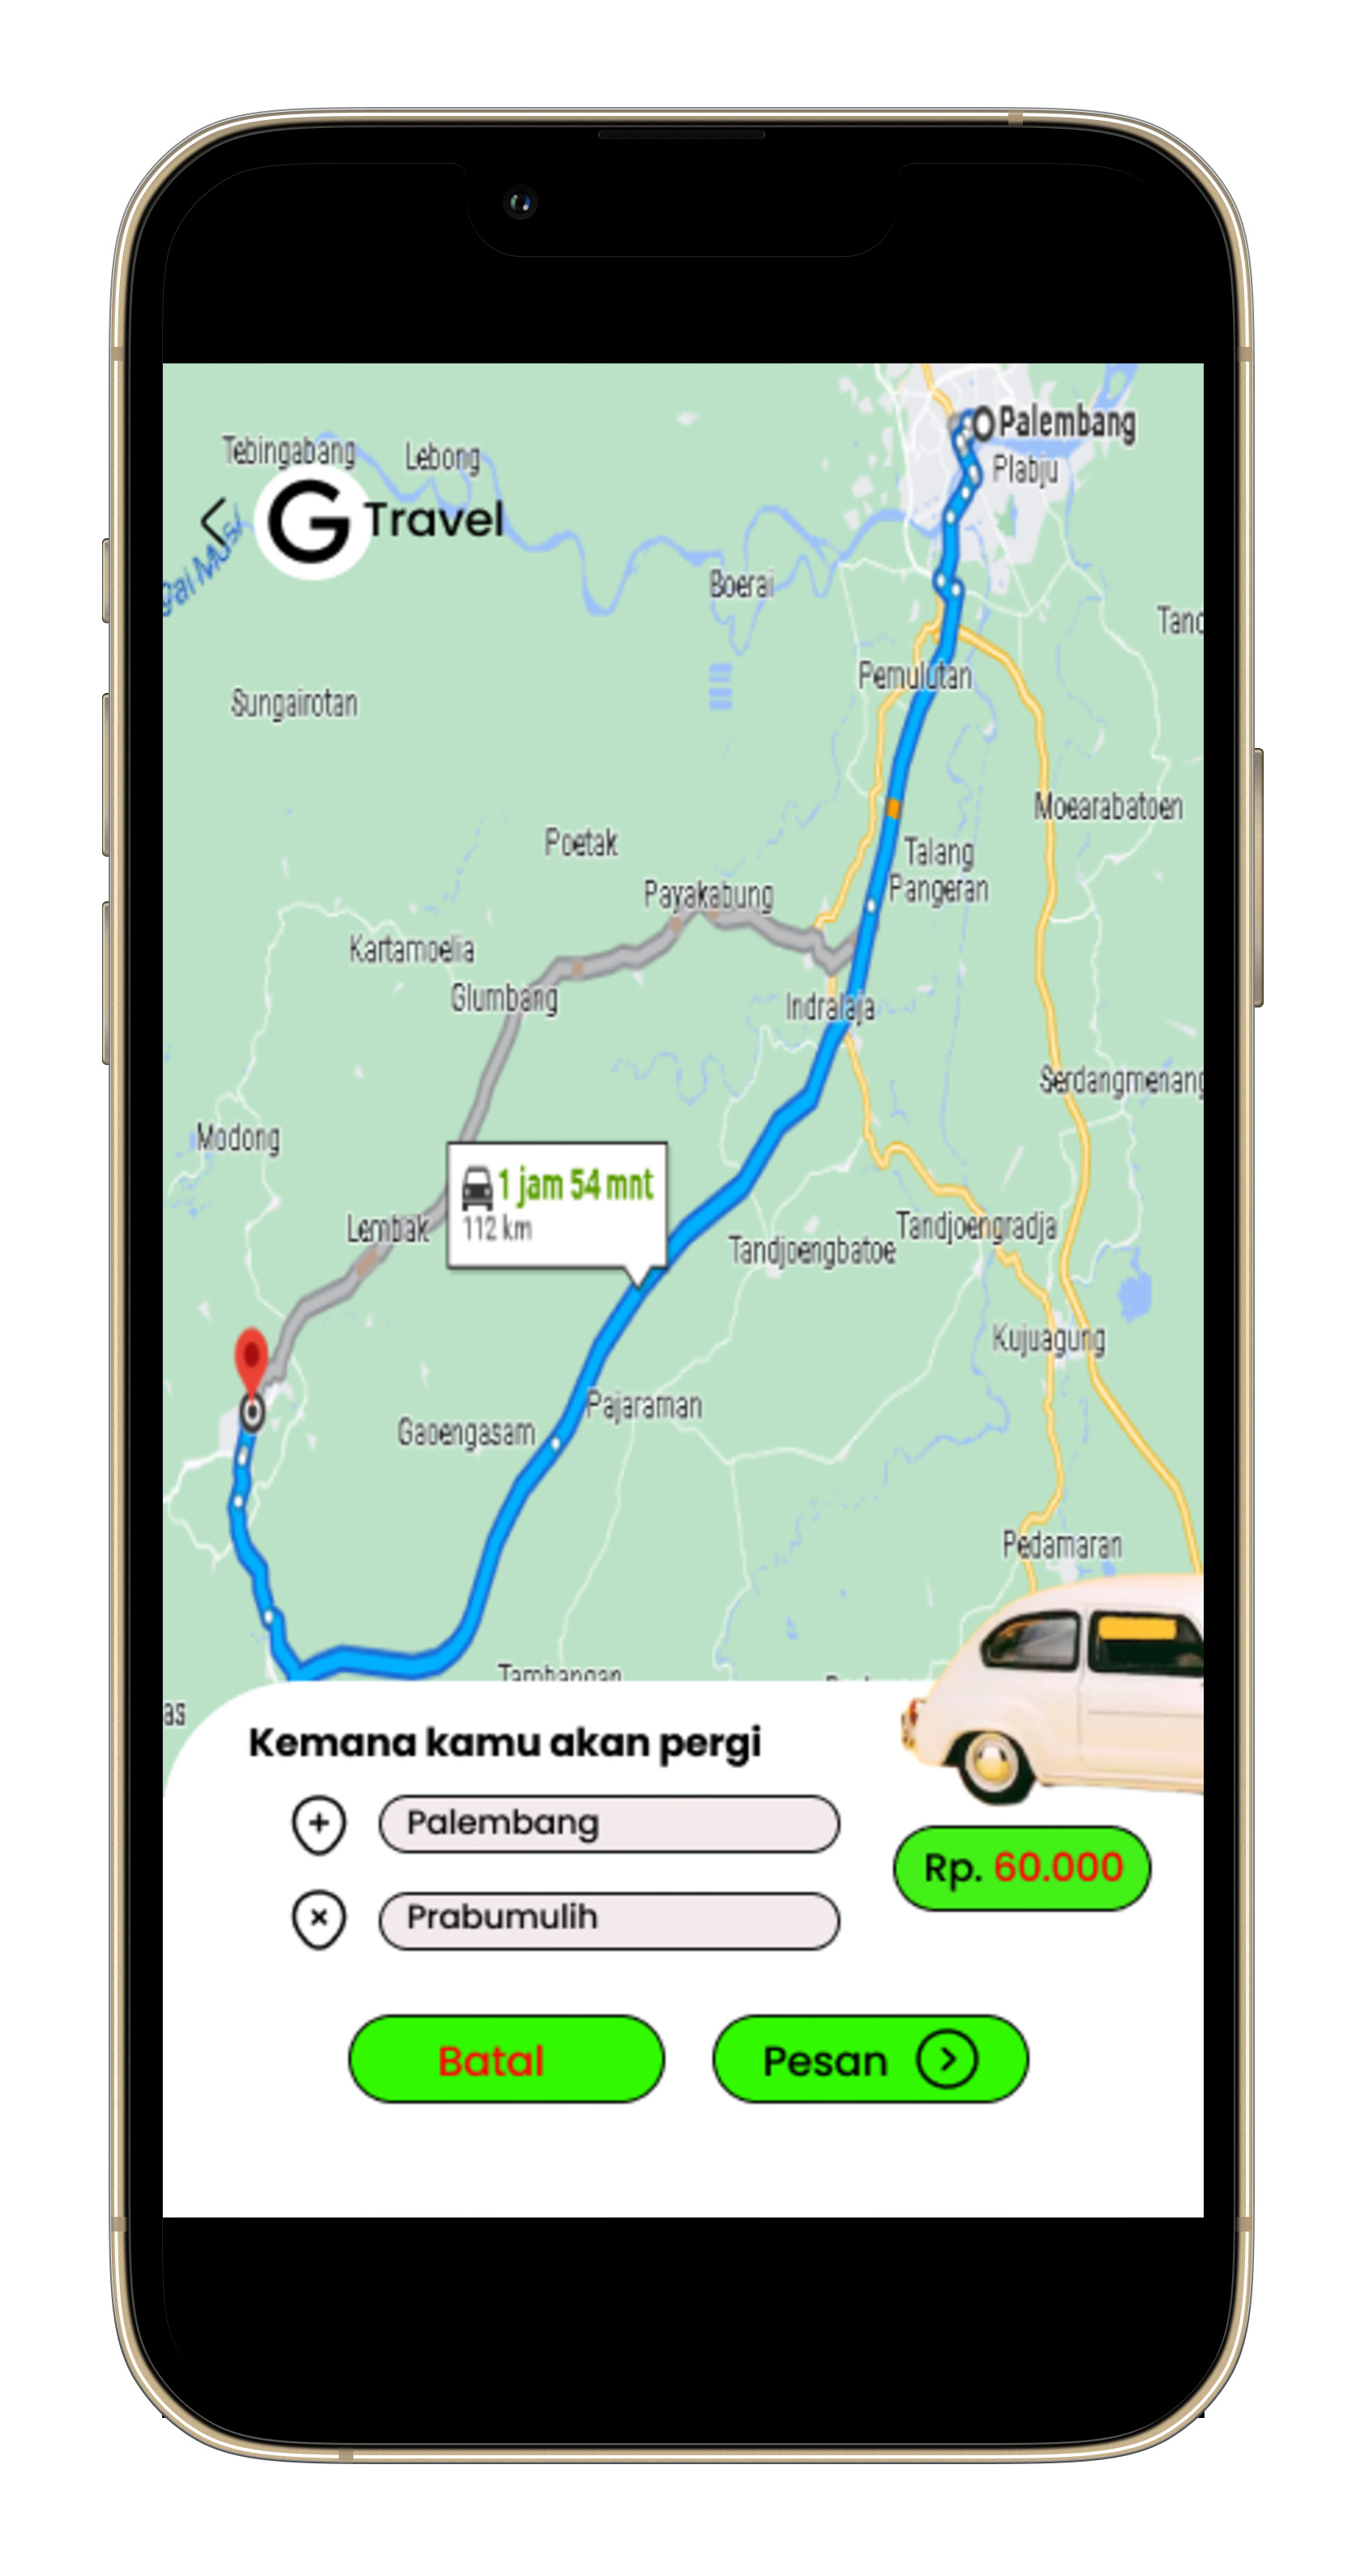 Palembang
Plabju
Tebingabang
Lebong
G Travel
gai Musi
Boerai
Tanc
Pemulutan
Sungairotan
Moearabatoen
Poetak
Talang
Pangeran
Payakabung
Kartamoelia
Glumbang
Indralaja
Serdangmenang
Modong
1 jam 54 mnt
112 km
Lembak
Tandjoengradja
Tandjoengbatoe
Kujuagung
Pajaraman
Gaoengasam
Pedamaran
Tambangan
as
Kemana kamu akan pergi
Palembang
Rp. 60.000
Prabumulih
Batal
Pesan